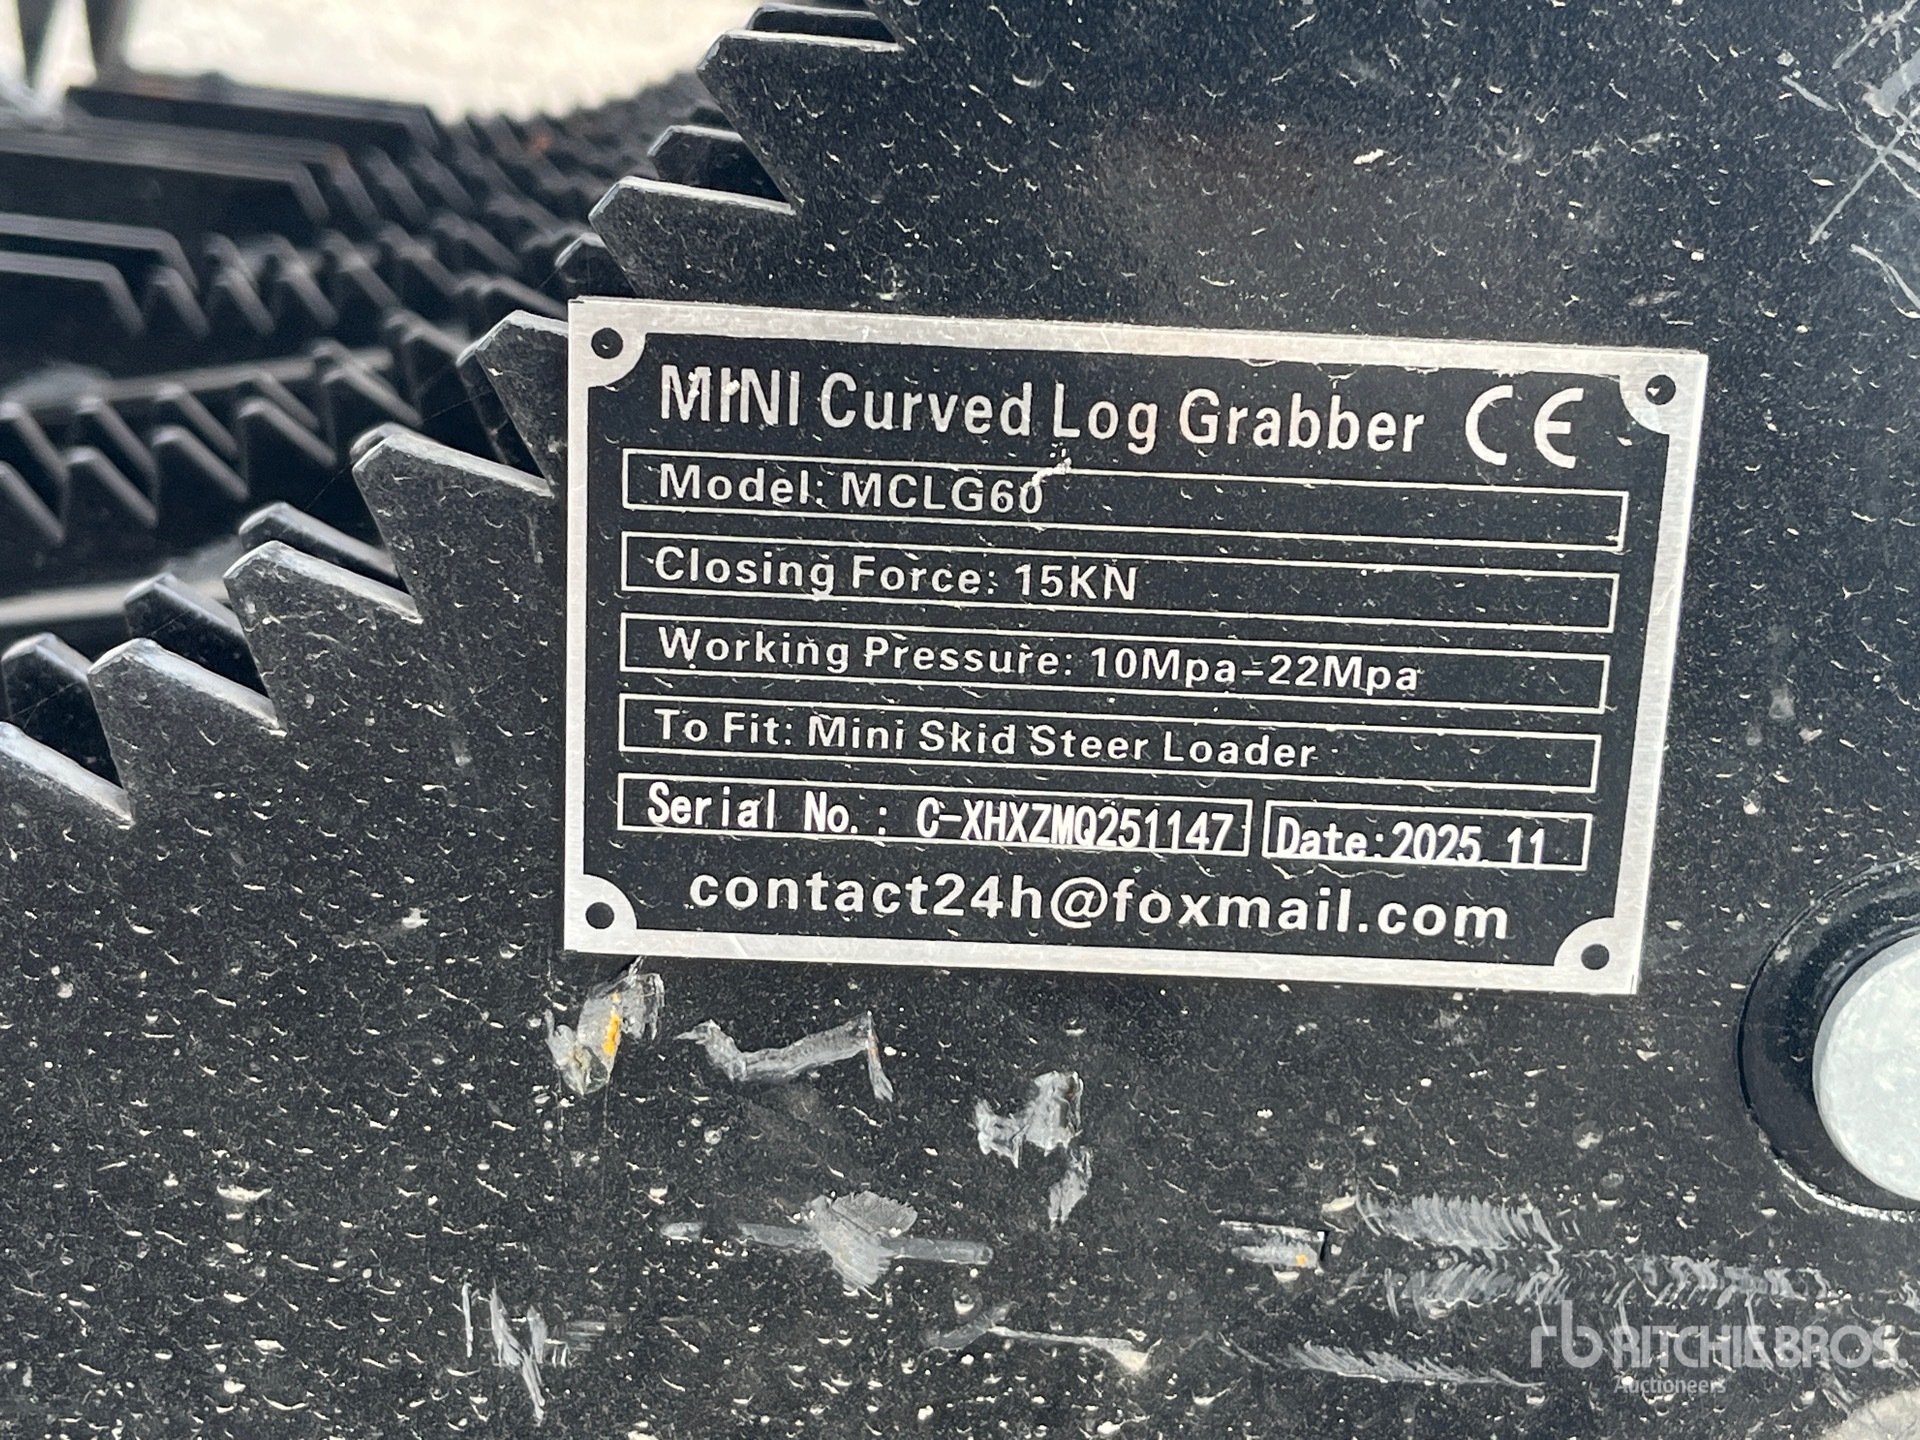 MINI Curved Log Grabber CE
Model: MCLG60
Closing Force: 15KN
Working Pressure: 10Mpa-22Mpa
To Fit: Mini Skid Steer Loader
Serial No.: C-XHXZMQ251147 Date:2025.11
contact24h@foxmail.com
rb RITCHIE BROS.
Auctioneers